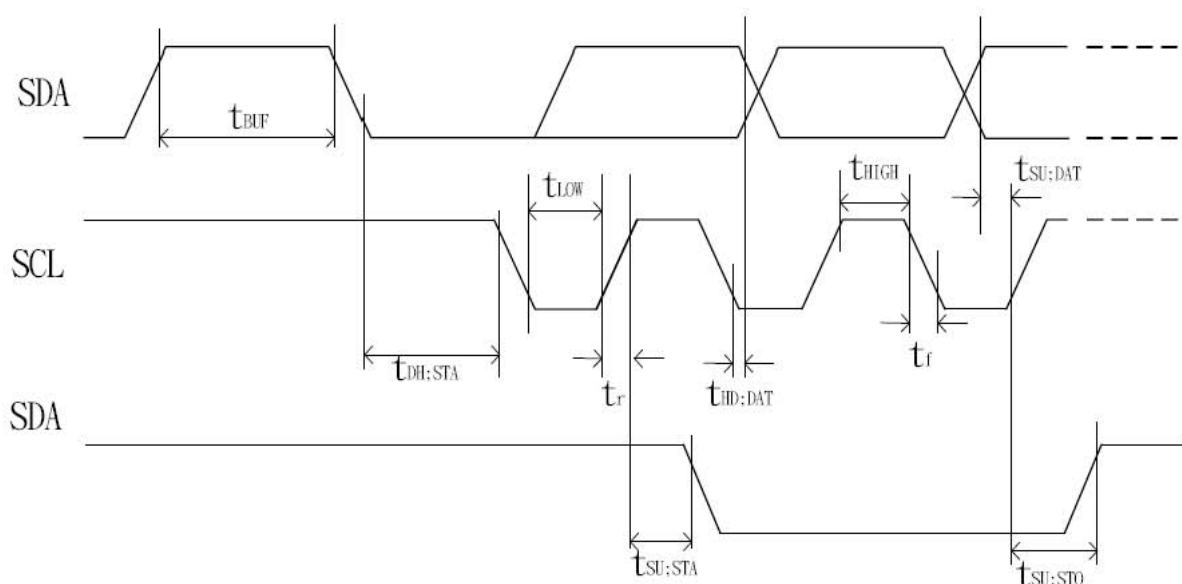 SDA
tBUF
tLOW
tHIGH
tSU;DAT
SCL
tDH;STA
tr
tHD;DAT
tf
SDA
tSU;STA
tSU;STO